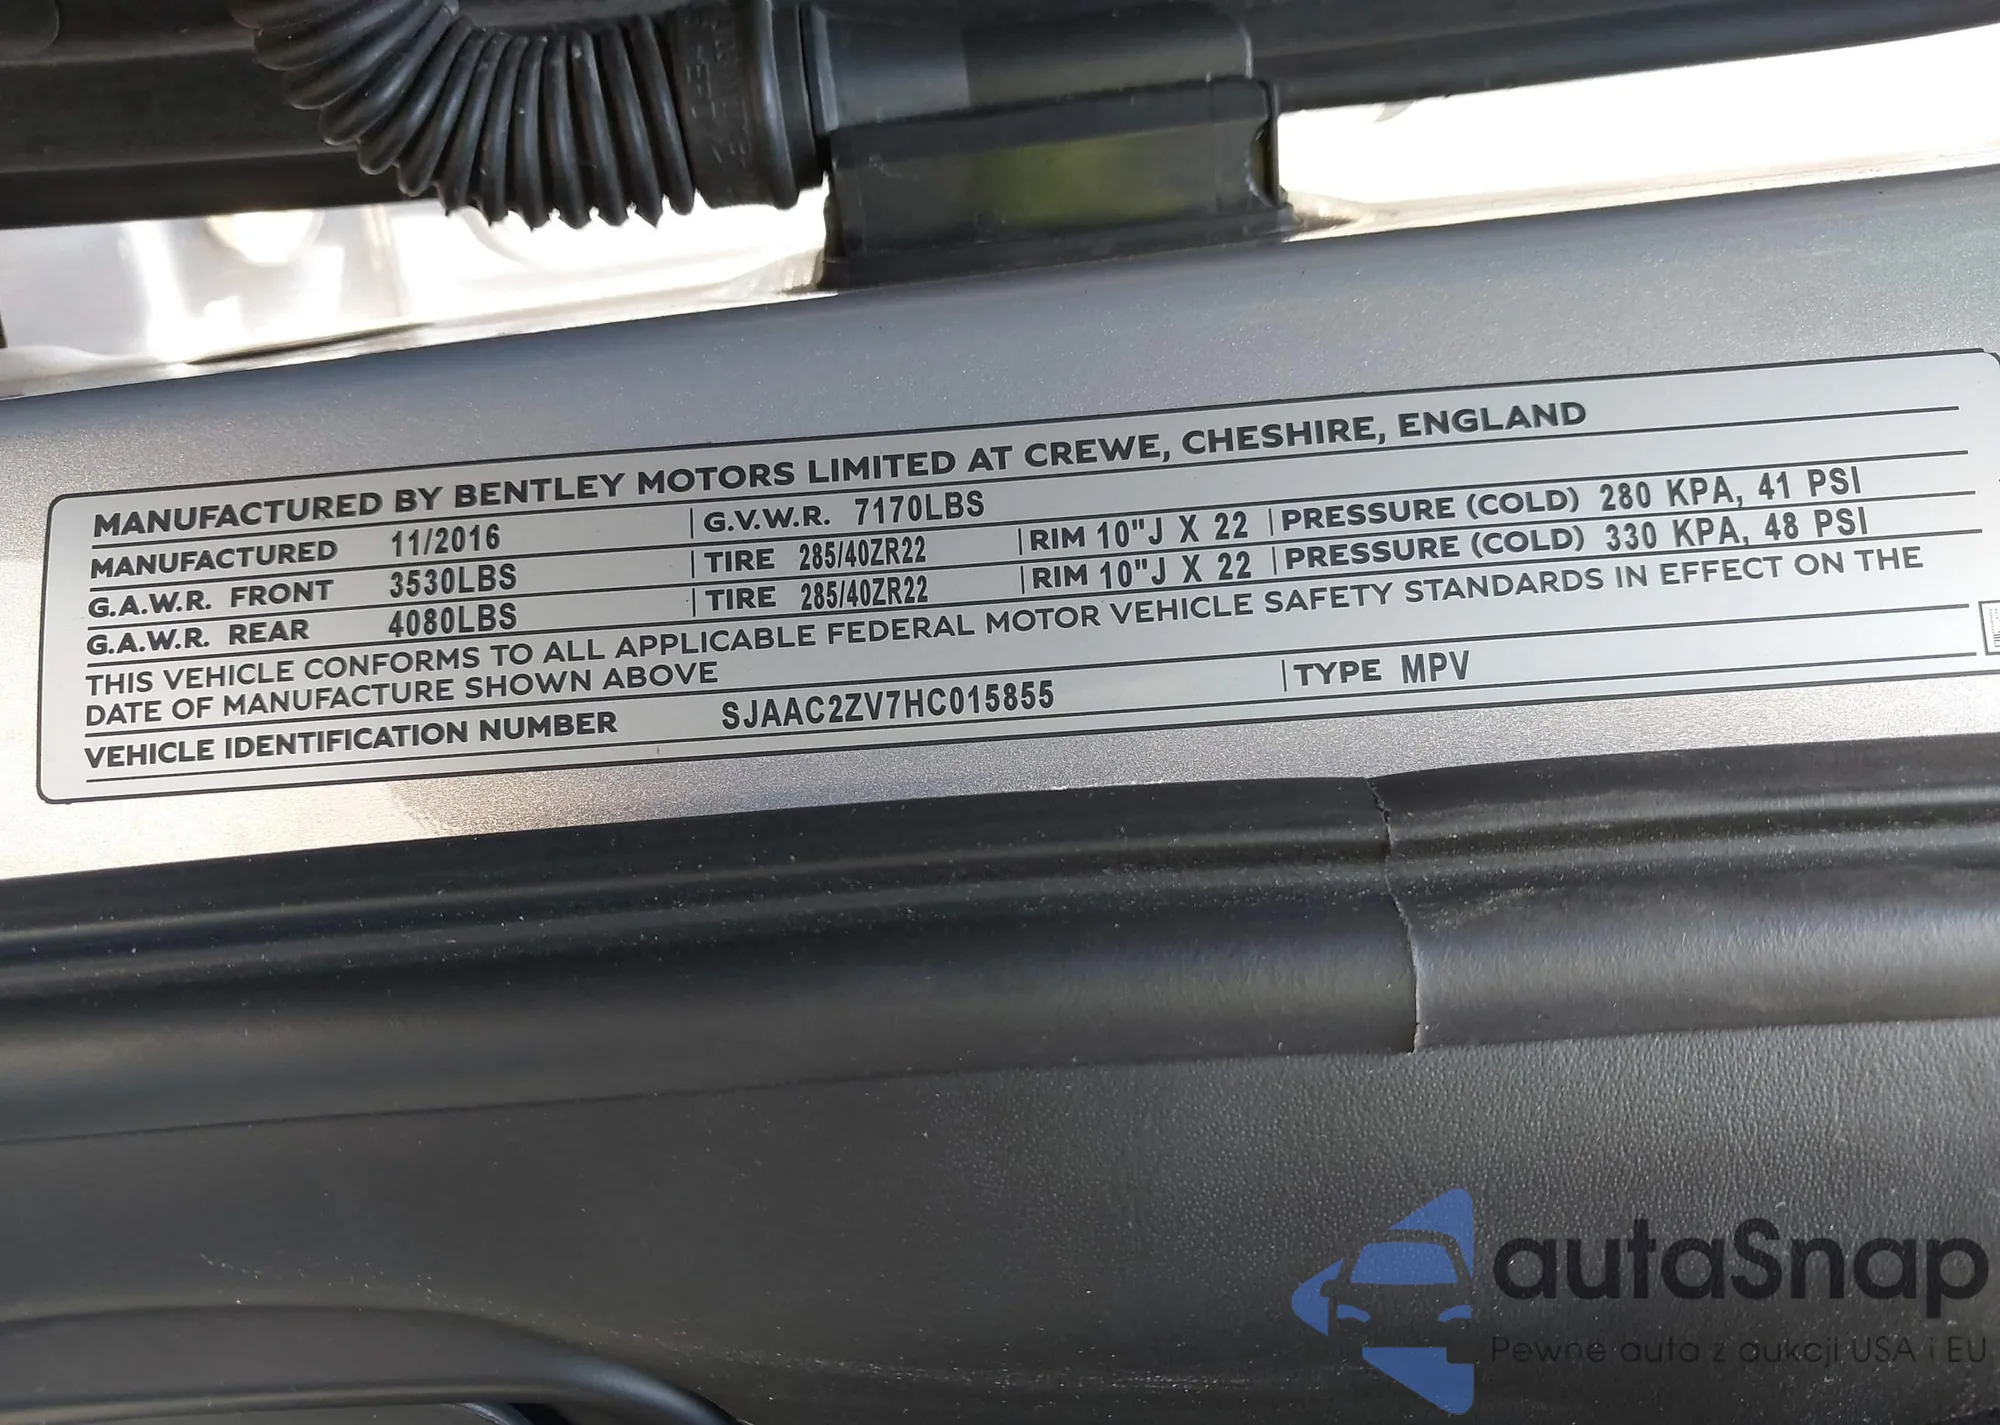 MANUFACTURED BY BENTLEY MOTORS LIMITED AT CREWE, CHESHIRE, ENGLAND
MANUFACTURED 11/2016 G.V.W.R. 7170LBS
G.A.W.R. FRONT 3530LBS TIRE 285/40ZR22 RIM 10"J X 22 PRESSURE (COLD) 280 KPA, 41 PSI
G.A.W.R. REAR 4080LBS TIRE 285/40ZR22 RIM 10"J X 22 PRESSURE (COLD) 330 KPA, 48 PSI
THIS VEHICLE CONFORMS TO ALL APPLICABLE FEDERAL MOTOR VEHICLE SAFETY STANDARDS IN EFFECT ON THE
DATE OF MANUFACTURE SHOWN ABOVE
VEHICLE IDENTIFICATION NUMBER SJAAC2ZV7HC015855 TYPE MPV
autaSnap
Pewne auta z aukcji USA i EU